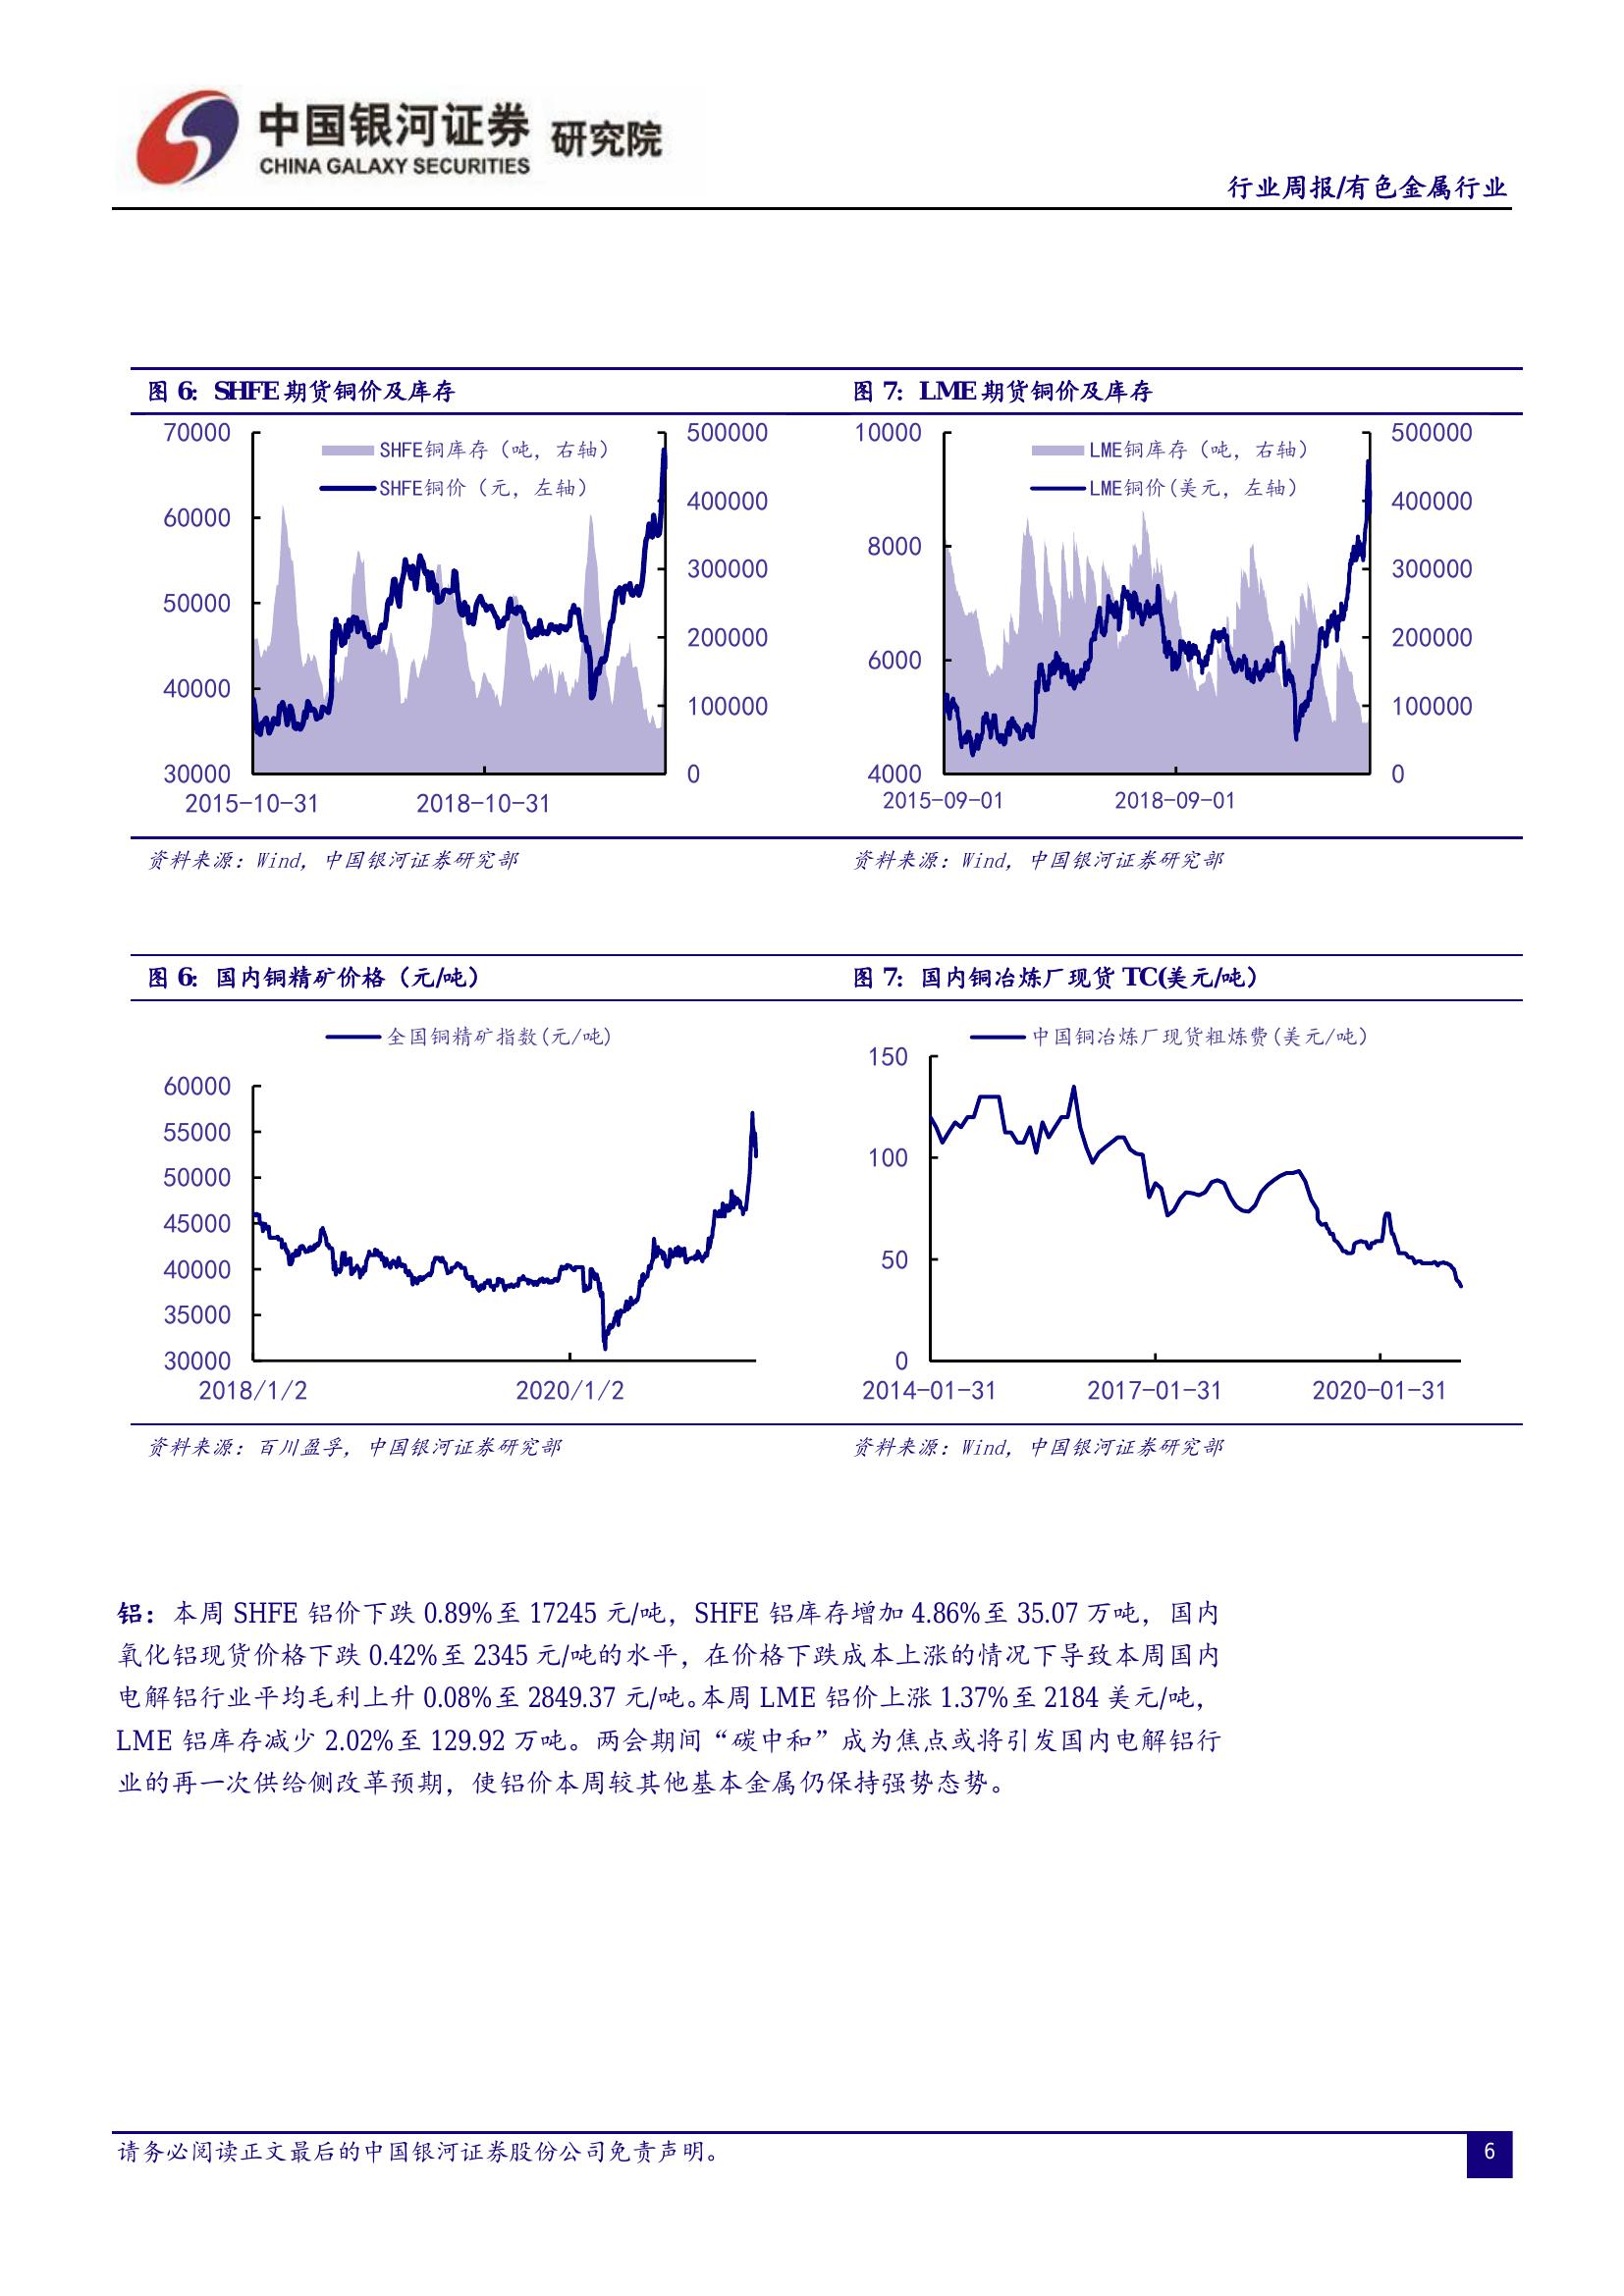 中国银河证券 研究院
CHINA GALAXY SECURITIES
行业周报/有色金属行业
图 6: SHFE 期货铜价及库存
70000
60000
50000
40000
30000
SHFE铜库存（吨，右轴）
SHFE铜价（元，左轴）
500000
400000
300000
200000
100000
0
2015-10-31 2018-10-31
资料来源：Wind，中国银河证券研究部
图 7: LME 期货铜价及库存
10000
8000
6000
4000
LME铜库存（吨，右轴）
LME铜价(美元，左轴）
500000
400000
300000
200000
100000
0
2015-09-01 2018-09-01
资料来源：Wind，中国银河证券研究部
图 6: 国内铜精矿价格（元/吨）
全国铜精矿指数(元/吨)
60000
55000
50000
45000
40000
35000
30000
2018/1/2 2020/1/2
资料来源：百川盈孚，中国银河证券研究部
图 7: 国内铜冶炼厂现货 TC(美元/吨）
中国铜冶炼厂现货粗炼费(美元/吨）
150
100
50
0
2014-01-31 2017-01-31 2020-01-31
资料来源：Wind，中国银河证券研究部
铝：本周 SHFE 铝价下跌 0.89%至 17245 元/吨，SHFE 铝库存增加 4.86%至 35.07 万吨，国内
氧化铝现货价格下跌 0.42%至 2345 元/吨的水平，在价格下跌成本上涨的情况下导致本周国内
电解铝行业平均毛利上升 0.08%至 2849.37 元/吨。本周 LME 铝价上涨 1.37%至 2184 美元/吨，
LME 铝库存减少 2.02%至 129.92 万吨。两会期间“碳中和”成为焦点或将引发国内电解铝行
业的再一次供给侧改革预期，使铝价本周较其他基本金属仍保持强势态势。
请务必阅读正文最后的中国银河证券股份公司免责声明。
6